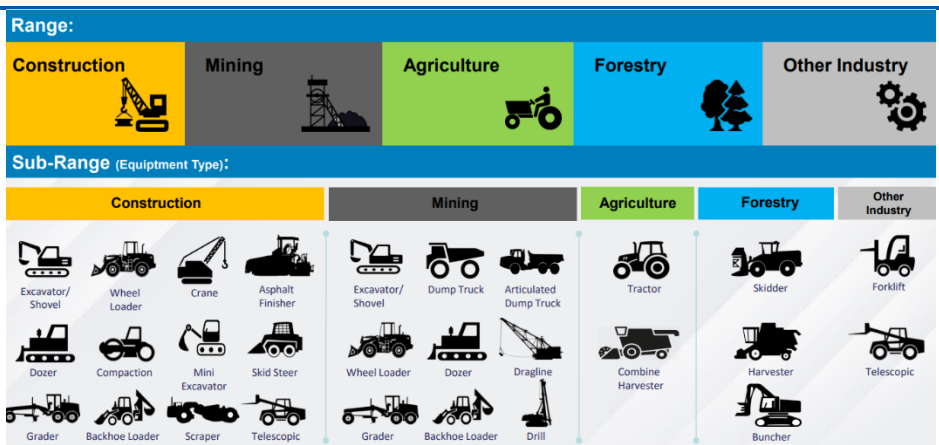 Range:
Construction
Mining
Agriculture
Forestry
Other Industry
Sub-Range (Equiptment Type):
Construction
Mining
Agriculture
Forestry
Other
Industry
Excavator/
Shovel
Wheel
Loader
Crane
Asphalt
Finisher
Excavator/
Shovel
Dump Truck
Articulated
Dump Truck
Tractor
Skidder
Forklift
Dozer
Compaction
Mini
Excavator
Skid Steer
Wheel Loader
Dozer
Dragline
Combine
Harvester
Harvester
Telescopic
Grader
Backhoe Loader
Scraper
Telescopic
Grader
Backhoe Loader
Drill
Buncher